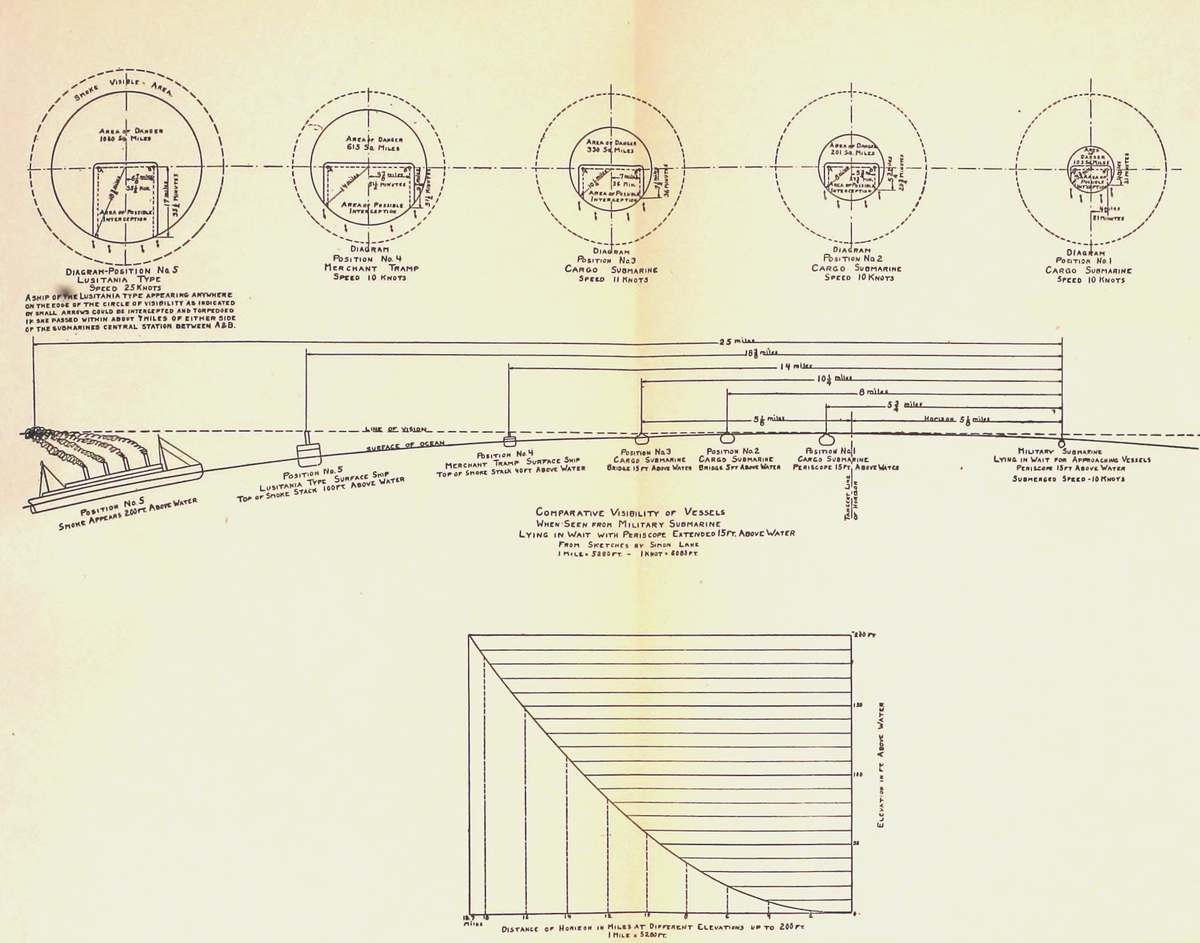 SMOKE VISIBLE - AREA
AREA OF DANGER
1080 SQ. MILES
AREA OF POSSIBLE
INTERCEPTION
17 MILES
DIAGRAM-POSITION NO. 5
LUSITANIA TYPE
SPEED 25 KNOTS
A SHIP OF THE LUSITANIA TYPE APPEARING ANYWHERE
ON THE EDGE OF THE CIRCLE OF VISIBILITY AS INDICATED
BY SMALL ARROWS COULD BE INTERCEPTED AND TORPEDOED
IF SHE PASSED WITHIN ABOUT 7 MILES OF EITHER SIDE
OF THE SUBMARINES CENTRAL STATION BETWEEN A&B.
AREA OF DANGER
615 SQ. MILES
14 MILES
AREA OF POSSIBLE
INTERCEPTION
DIAGRAM
POSITION NO. 4
MERCHANT TRAMP
SPEED 10 KNOTS
AREA OF DANGER
330 SQ. MILES
7 MILES
36 MIN.
AREA OF POSSIBLE
INTERCEPTION
36 MINUTES
DIAGRAM
POSITION NO. 3
CARGO SUBMARINE
SPEED 11 KNOTS
AREA OF DANGER
201 SQ. MILES
AREA OF POSSIBLE
INTERCEPTION
DIAGRAM
POSITION NO. 2
CARGO SUBMARINE
SPEED 10 KNOTS
AREA
OF
DANGER
103 SQ. MILES
AREA OF
POSSIBLE
INTERCEPTION
DIAGRAM
POSITION NO. 1
CARGO SUBMARINE
SPEED 10 KNOTS
25 miles
18 3/4 miles
14 miles
10 1/4 miles
8 miles
5 3/4 miles
5 1/8 miles
HORIZON 5 1/8 miles
LINE OF VISION
SURFACE OF OCEAN
POSITION NO. 5
SMOKE APPEARS 200 FT. ABOVE WATER
POSITION NO. 5
LUSITANIA TYPE SURFACE SHIP
TOP OF SMOKE STACK 100 FT. ABOVE WATER
POSITION NO. 4
MERCHANT TRAMP SURFACE SHIP
TOP OF SMOKE STACK 40 FT. ABOVE WATER
POSITION NO. 3
CARGO SUBMARINE
BRIDGE 15 FT. ABOVE WATER
POSITION NO. 2
CARGO SUBMARINE
BRIDGE 5 FT ABOVE WATER
POSITION NO. 1
CARGO SUBMARINE
PERISCOPE 15 FT. ABOVE WATER
TANGENT LINE
OF HORIZON
MILITARY SUBMARINE
LYING IN WAIT FOR APPROACHING VESSELS
PERISCOPE 15 FT ABOVE WATER
SUBMERGED SPEED - 10 KNOTS
COMPARATIVE VISIBILITY OF VESSELS
WHEN SEEN FROM MILITARY SUBMARINE
LYING IN WAIT WITH PERISCOPE EXTENDED 15 FT. ABOVE WATER
FROM SKETCHES BY SIMON LAKE
1 MILE = 5280 FT. - 1 KNOT = 6083 FT.
200 FT
150
100
50
0
ELEVATION IN FT ABOVE WATER
18.7 18 16 14 12 10 8 6 4 2
MILES
DISTANCE OF HORIZON IN MILES AT DIFFERENT ELEVATIONS UP TO 200 FT.
1 MILE = 5280 FT.